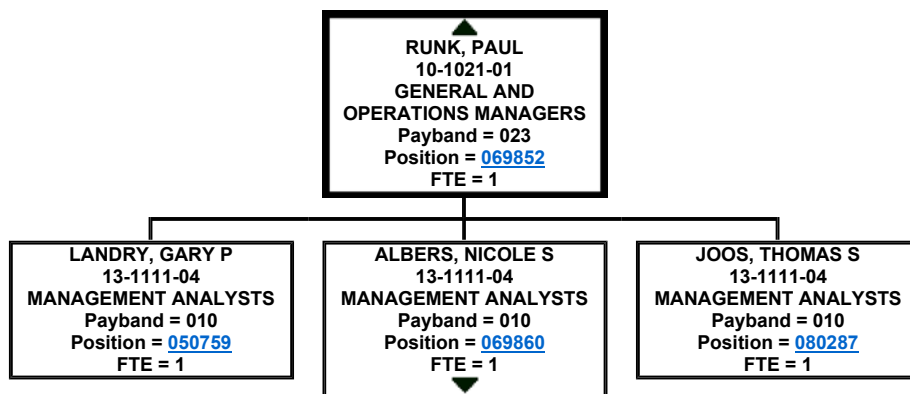 RUNK, PAUL
10-1021-01
GENERAL AND
OPERATIONS MANAGERS
Payband = 023
Position = 069852
FTE = 1
LANDRY, GARY P
13-1111-04
MANAGEMENT ANALYSTS
Payband = 010
Position = 050759
FTE = 1
ALBERS, NICOLE S
13-1111-04
MANAGEMENT ANALYSTS
Payband = 010
Position = 069860
FTE = 1
JOOS, THOMAS S
13-1111-04
MANAGEMENT ANALYSTS
Payband = 010
Position = 080287
FTE = 1